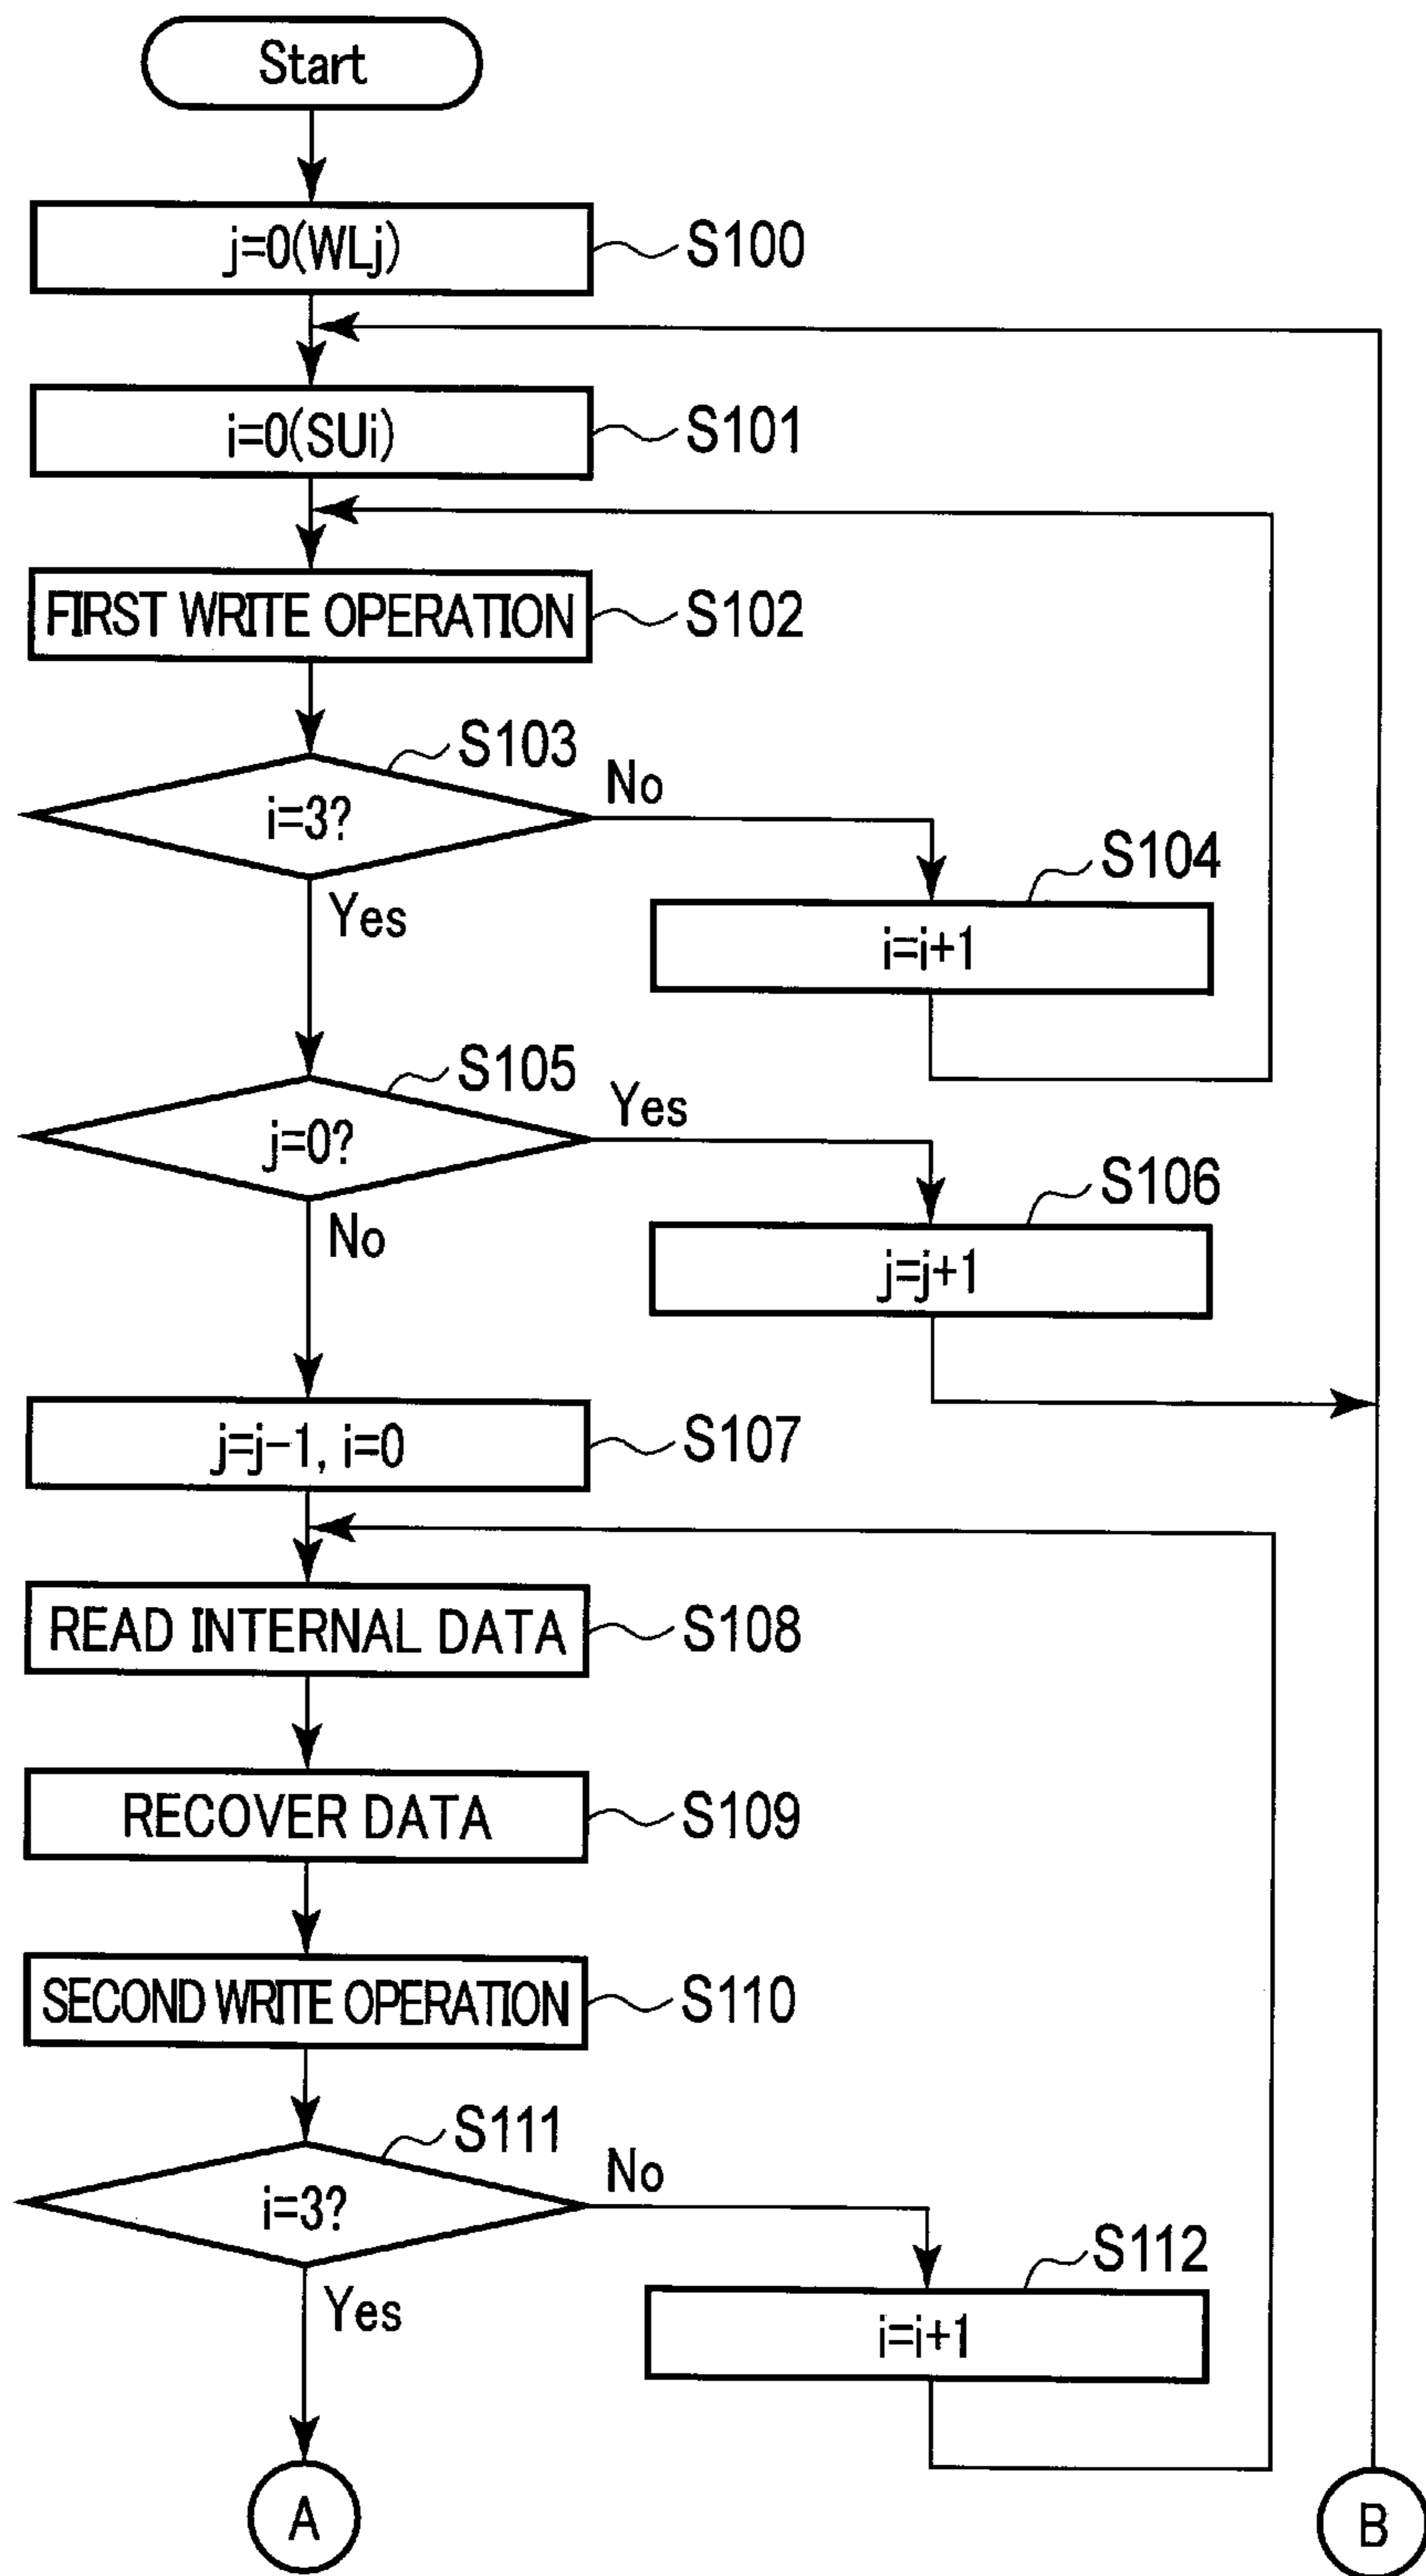 Start
j=0(WLj)
S100
i=0(SUi)
S101
FIRST WRITE OPERATION
S102
S103
i=3?
No
Yes
S104
i=i+1
S105
j=0?
Yes
No
S106
j=j+1
j=j-1, i=0
S107
READ INTERNAL DATA
S108
RECOVER DATA
S109
SECOND WRITE OPERATION
S110
S111
i=3?
No
Yes
S112
i=i+1
A
B